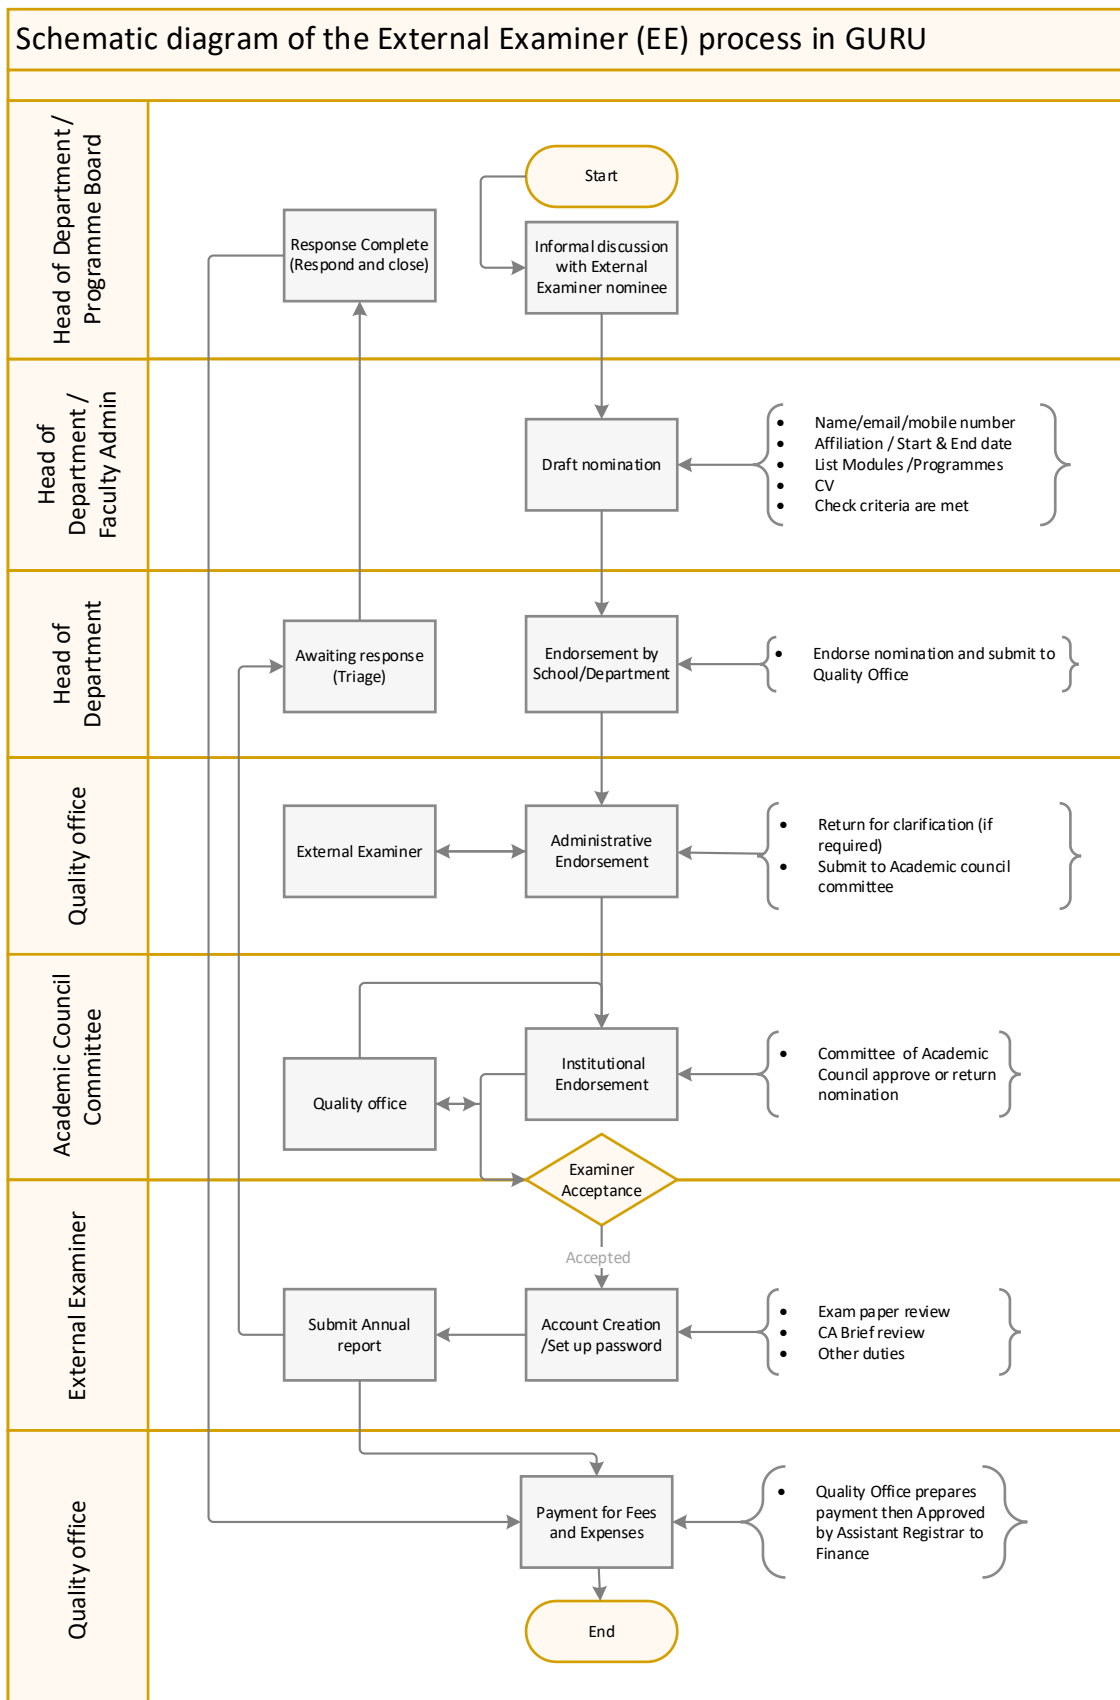 Schematic diagram of the External Examiner (EE) process in GURU
Head of Department /
Programme Board
Start
Response Complete
(Respond and close)
Informal discussion
with External
Examiner nominee
Head of
Department /
Faculty Admin
Draft nomination
• Name/email/mobile number
• Affiliation / Start & End date
• List Modules /Programmes
• CV
• Check criteria are met
Head of
Department
Awaiting response
(Triage)
Endorsement by
School/Department
• Endorse nomination and submit to
Quality Office
Quality office
External Examiner
Administrative
Endorsement
• Return for clarification (if
required)
• Submit to Academic council
committee
Academic Council
Committee
Quality office
Institutional
Endorsement
• Committee of Academic
Council approve or return
nomination
Examiner
Acceptance
Accepted
External Examiner
Submit Annual
report
Account Creation
/Set up password
• Exam paper review
• CA Brief review
• Other duties
Quality office
Payment for Fees
and Expenses
• Quality Office prepares
payment then Approved
by Assistant Registrar to
Finance
End